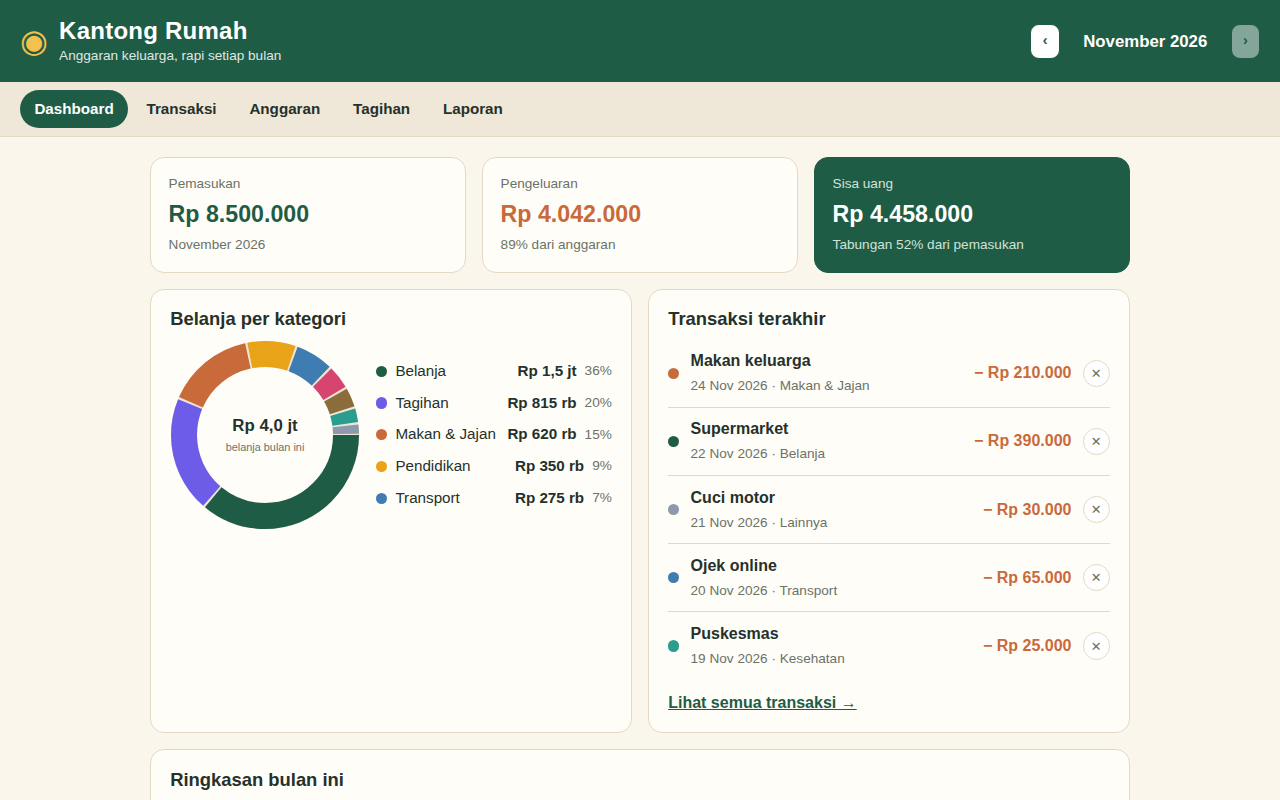 Kantong Rumah
Anggaran keluarga, rapi setiap bulan
‹ November 2026 ›
Dashboard Transaksi Anggaran Tagihan Laporan
Pemasukan
Rp 8.500.000
November 2026
Pengeluaran
Rp 4.042.000
89% dari anggaran
Sisa uang
Rp 4.458.000
Tabungan 52% dari pemasukan
Belanja per kategori
Rp 4,0 jt
belanja bulan ini
Belanja Rp 1,5 jt 36%
Tagihan Rp 815 rb 20%
Makan & Jajan Rp 620 rb 15%
Pendidikan Rp 350 rb 9%
Transport Rp 275 rb 7%
Transaksi terakhir
Makan keluarga
24 Nov 2026 · Makan & Jajan
− Rp 210.000 ✕
Supermarket
22 Nov 2026 · Belanja
− Rp 390.000 ✕
Cuci motor
21 Nov 2026 · Lainnya
− Rp 30.000 ✕
Ojek online
20 Nov 2026 · Transport
− Rp 65.000 ✕
Puskesmas
19 Nov 2026 · Kesehatan
− Rp 25.000 ✕
Lihat semua transaksi →
Ringkasan bulan ini